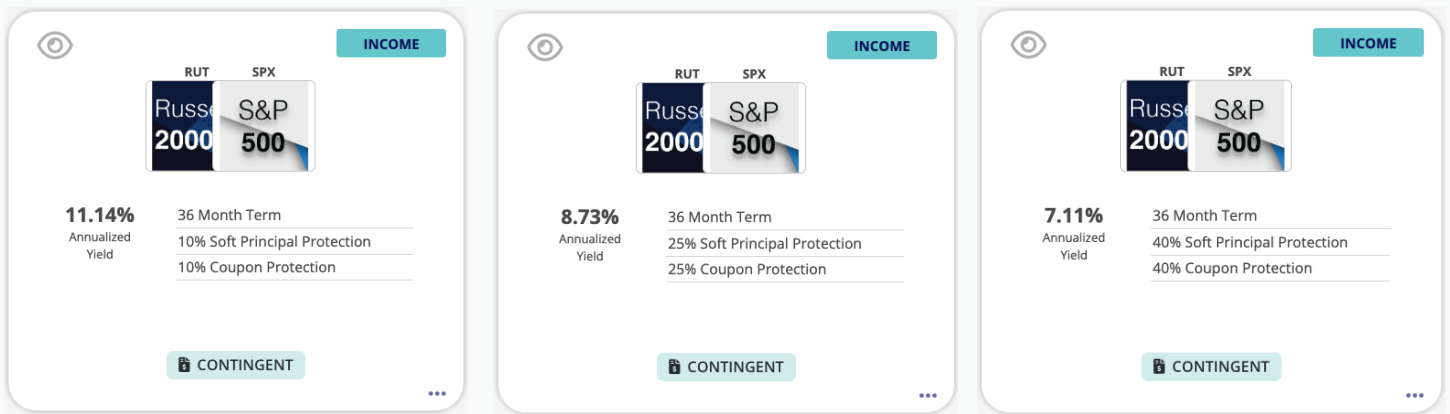 INCOME
RUT SPX
Russe S&P
2000 500
11.14%
Annualized
Yield
36 Month Term
10% Soft Principal Protection
10% Coupon Protection
CONTINGENT
INCOME
RUT SPX
Russe S&P
2000 500
8.73%
Annualized
Yield
36 Month Term
25% Soft Principal Protection
25% Coupon Protection
CONTINGENT
INCOME
RUT SPX
Russe S&P
2000 500
7.11%
Annualized
Yield
36 Month Term
40% Soft Principal Protection
40% Coupon Protection
CONTINGENT